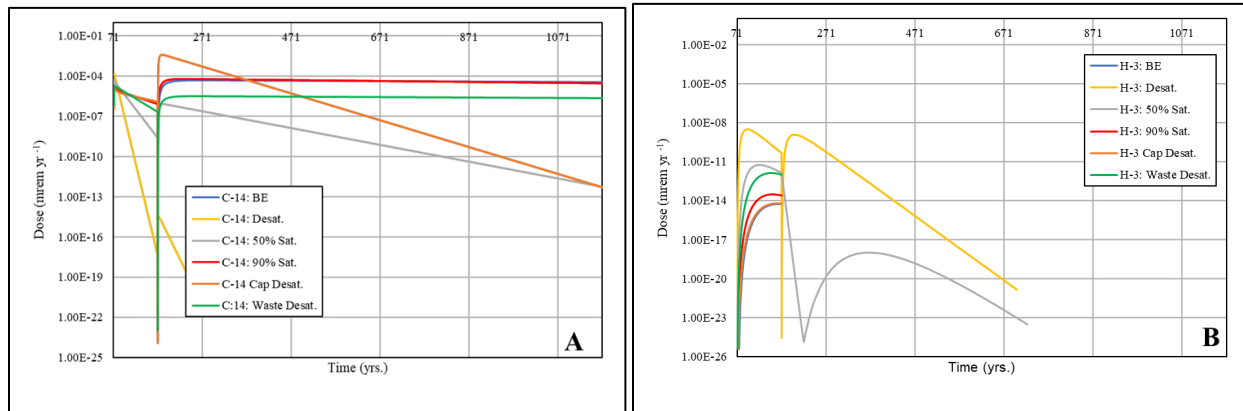 1.00E-01
71
271
471
671
871
1071
1.00E-04
1.00E-07
1.00E-10
1.00E-13
1.00E-16
1.00E-19
1.00E-22
1.00E-25
Dose (mrem yr -1)
C-14: BE
C-14: Desat.
C-14: 50% Sat.
C-14: 90% Sat.
C-14 Cap Desat.
C:14: Waste Desat.
A
Time (yrs.)
71
271
471
671
871
1071
1.00E-02
1.00E-05
1.00E-08
1.00E-11
1.00E-14
1.00E-17
1.00E-20
1.00E-23
1.00E-26
Dose (mrem yr -1)
H-3: BE
H-3: Desat.
H-3: 50% Sat.
H-3: 90% Sat.
H-3 Cap Desat.
H-3: Waste Desat.
B
Time (yrs.)